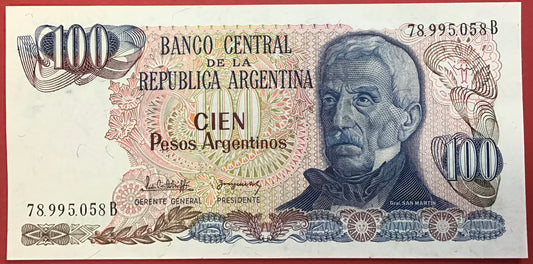 100
78.995.058 B
BANCO CENTRAL
DE LA
REPUBLICA ARGENTINA
100
CIEN
Pesos Argentinos
100
GERENTE GENERAL
PRESIDENTE
78.995.058 B
Gral. SAN MARTIN